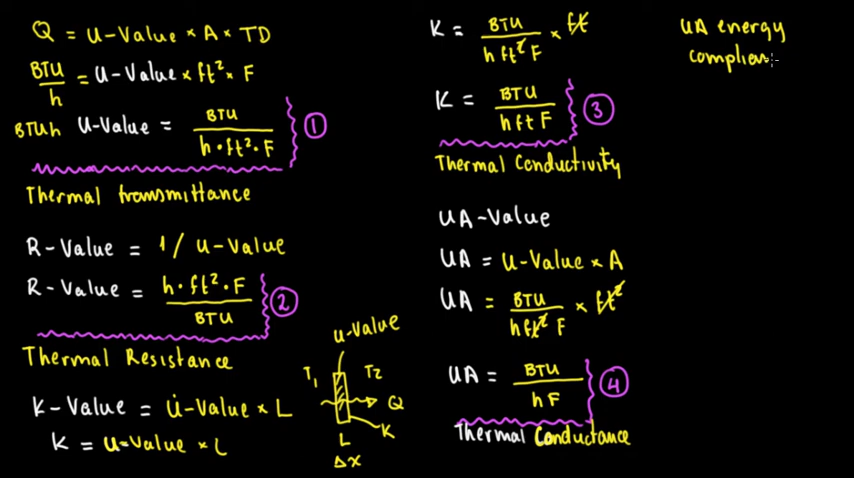 Q = U-Value × A × TD
BTU/h = U-Value × ft² × F
BTUh U-Value = BTU / h·ft²·F } 1
Thermal transmittance
R-Value = 1 / U-Value
R-Value = h·ft²·F / BTU } 2
Thermal Resistance
K-Value = U-Value × L
K = U-Value × L
U-Value
T₁ T₂
Q
K
L
Δx
K = BTU / h ft² F × ft
K = BTU / h ft F } 3
Thermal Conductivity
UA-Value
UA = U-Value × A
UA = BTU / h ft² F × ft²
UA = BTU / h F } 4
Thermal Conductance
UA energy
complian